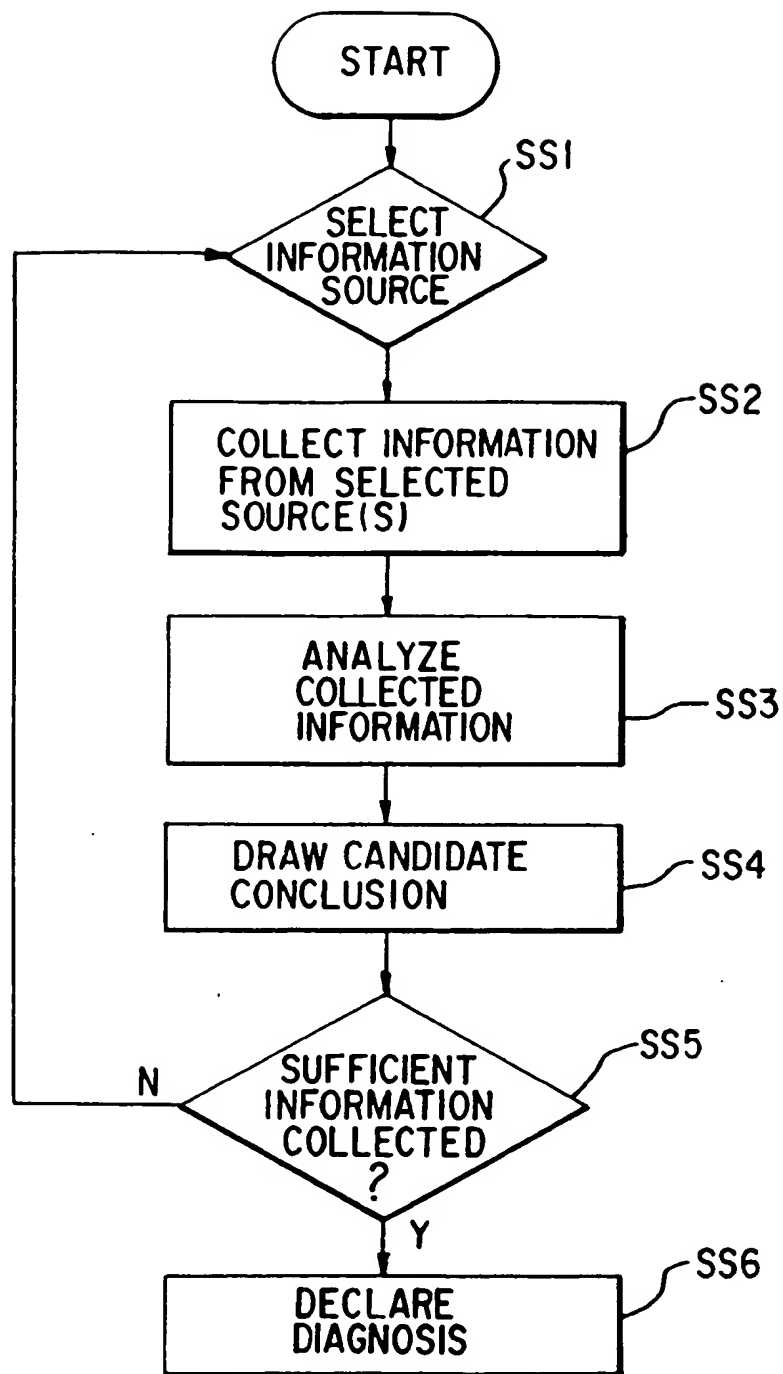 START
SS1
SELECT
INFORMATION
SOURCE
SS2
COLLECT INFORMATION
FROM SELECTED
SOURCE(S)
ANALYZE
COLLECTED
INFORMATION
SS3
DRAW CANDIDATE
CONCLUSION
SS4
SS5
N
SUFFICIENT
INFORMATION
COLLECTED
?
Y
SS6
DECLARE
DIAGNOSIS